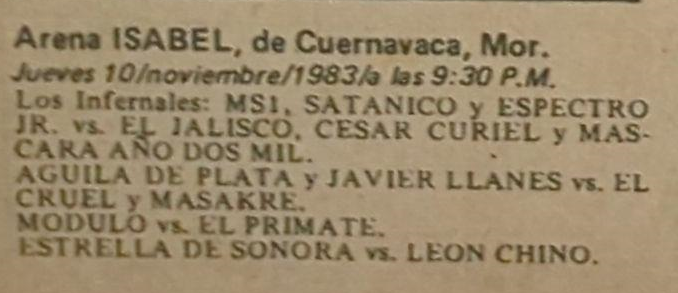 Arena ISABEL, de Cuernavaca, Mor.
Jueves 10/noviembre/1983/a las 9:30 P.M.
Los Infernales: MS1, SATANICO y ESPECTRO
JR. vs. EL JALISCO, CESAR CURIEL y MAS-
CARA AÑO DOS MIL.
AGUILA DE PLATA y JAVIER LLANES vs. EL
CRUEL y MASAKRE.
MODULO vs. EL PRIMATE.
ESTRELLA DE SONORA vs. LEON CHINO.